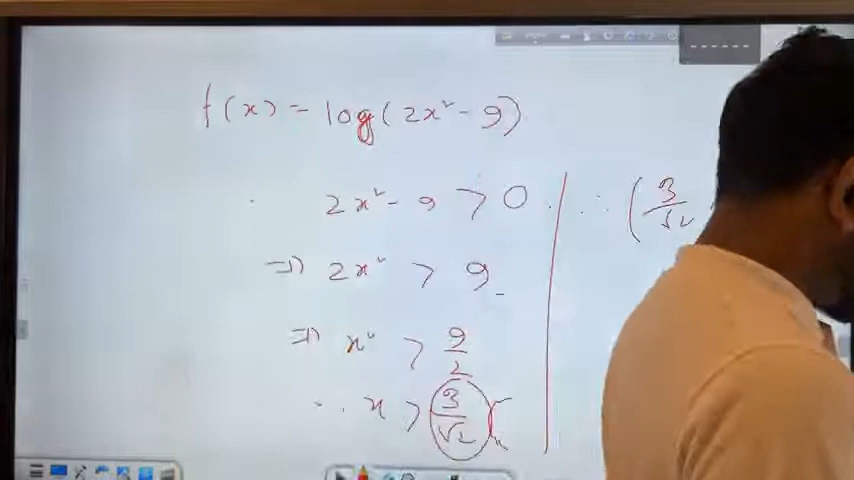 f(x) = log(2x² - 9)
2x² - 9 > 0
⇒ 2x² > 9
⇒ x² > 9/2
∴ x > 3/√2
∴ (3/√2